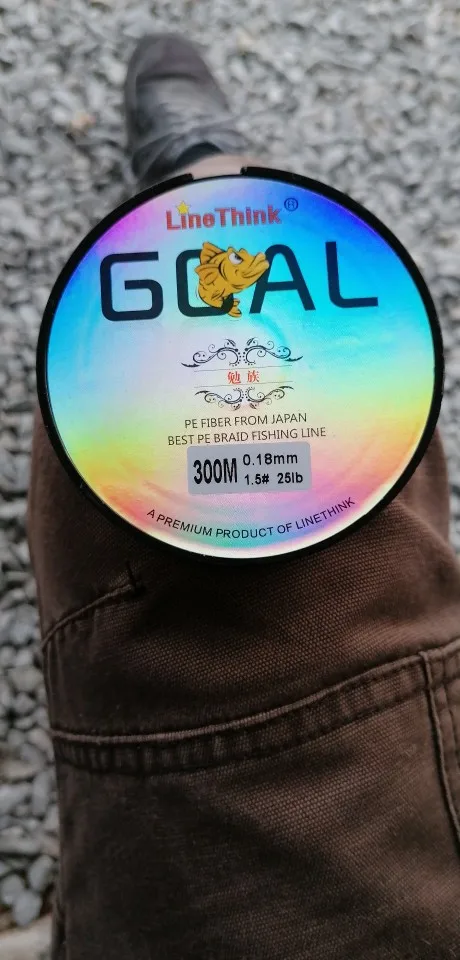 LineThink®
GOAL
勉族
PE FIBER FROM JAPAN
BEST PE BRAID FISHING LINE
300M 0.18mm
1.5# 25lb
A PREMIUM PRODUCT OF LINETHINK